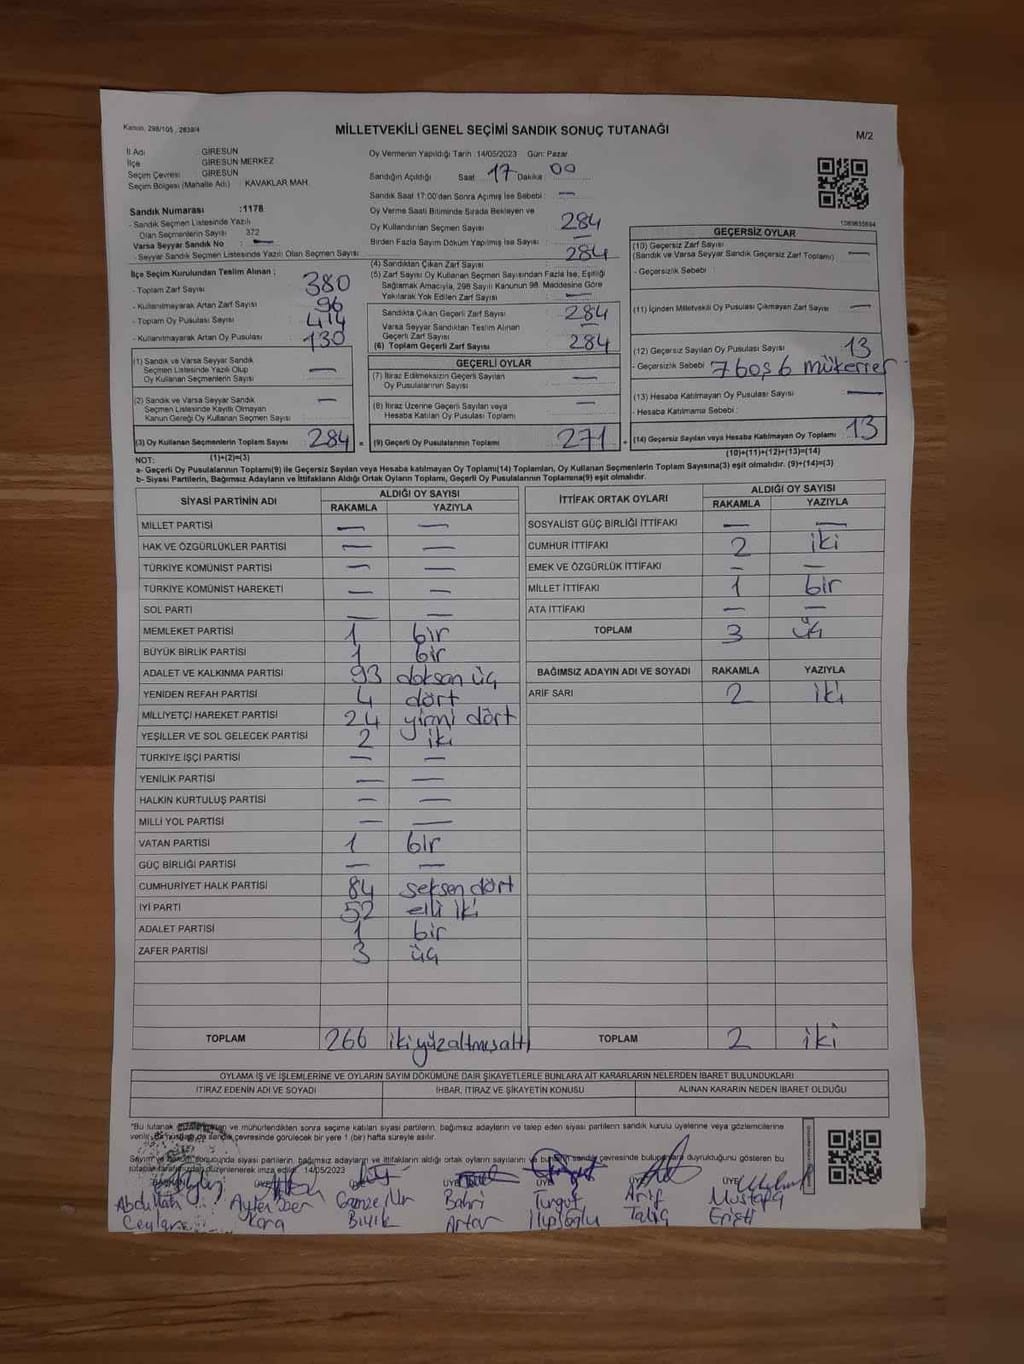 Kanun, 298/105 , 2839/4
MİLLETVEKİLİ GENEL SEÇİMİ SANDIK SONUÇ TUTANAĞI
M/2
İl Adı GİRESUN
İlçe GİRESUN MERKEZ
Seçim Çevresi GİRESUN
Seçim Bölgesi (Mahalle Adı) : KAVAKLAR MAH.
Oy Vermenin Yapıldığı Tarih : 14/05/2023 Gün: Pazar
Sandığın Açıldığı Saat : 17 Dakika : 00
Sandık Saat 17:00'den Sonra Açılmış İse Sebebi : —
Sandık Numarası :1178
- Sandık Seçmen Listesinde Yazılı
Olan Seçmenlerin Sayısı 372
Varsa Seyyar Sandık No : —
- Seyyar Sandık Seçmen Listesinde Yazılı Olan Seçmen Sayısı
Oy Verme Saati Bitiminde Sırada Bekleyen ve
Oy Kullandırılan Seçmen Sayısı 284
Birden Fazla Sayım Döküm Yapılmış İse Sayısı —
İlçe Seçim Kurulundan Teslim Alınan ;
- Toplam Zarf Sayısı 380
- Kullanılmayarak Artan Zarf Sayısı 96
- Toplam Oy Pusulası Sayısı 414
- Kullanılmayarak Artan Oy Pusulası 130
(1) Sandık ve Varsa Seyyar Sandık
Seçmen Listesinde Yazılı Olup
Oy Kullanan Seçmenlerin Sayısı —
(2) Sandık ve Varsa Seyyar Sandık
Seçmen Listesinde Kayıtlı Olmayan
Kanun Gereği Oy Kullanan Seçmen Sayısı —
(3) Oy Kullanan Seçmenlerin Toplam Sayısı 284 =
(1)+(2)=(3)
(4) Sandıktan Çıkan Zarf Sayısı 284
(5) Zarf Sayısı Oy Kullanan Seçmen Sayısından Fazla İse, Eşitliği
Sağlamak Amacıyla, 298 Sayılı Kanunun 98. Maddesine Göre
Yakılarak Yok Edilen Zarf Sayısı —
Sandıkta Çıkan Geçerli Zarf Sayısı 284
Varsa Seyyar Sandıktan Teslim Alınan
Geçerli Zarf Sayısı —
(6) Toplam Geçerli Zarf Sayısı 284
GEÇERLİ OYLAR
(7) İtiraz Edilmeksizin Geçerli Sayılan
Oy Pusulalarının Sayısı —
(8) İtiraz Üzerine Geçerli Sayılan veya
Hesaba Katılan Oy Pusulası Toplamı —
(9) Geçerli Oy Pusulalarının Toplamı 271 +
GEÇERSİZ OYLAR
(10) Geçersiz Zarf Sayısı
(Sandık ve Varsa Seyyar Sandık Geçersiz Zarf Toplamı) —
- Geçersizlik Sebebi :
(11) İçinden Milletvekili Oy Pusulası Çıkmayan Zarf Sayısı —
(12) Geçersiz Sayılan Oy Pusulası Sayısı 13
- Geçersizlik Sebebi 7 boş 6 mükerrer
(13) Hesaba Katılmayan Oy Pusulası Sayısı —
- Hesaba Katılmama Sebebi :
(14) Geçersiz Sayılan veya Hesaba Katılmayan Oy Toplamı 13
(10)+(11)+(12)+(13)=(14)
NOT:
a- Geçerli Oy Pusulalarının Toplamı(9) ile Geçersiz Sayılan veya Hesaba katılmayan Oy Toplamı(14) Toplamları, Oy Kullanan Seçmenlerin Toplam Sayısına(3) eşit olmalıdır. (9)+(14)=(3)
b- Siyasi Partilerin, Bağımsız Adayların ve İttifakların Aldığı Ortak Oyların Toplamı, Geçerli Oy Pusulalarının Toplamına(9) eşit olmalıdır.
SİYASİ PARTİNİN ADI ALDIĞI OY SAYISI
RAKAMLA YAZIYLA
MİLLET PARTİSİ — —
HAK VE ÖZGÜRLÜKLER PARTİSİ — —
TÜRKİYE KOMÜNİST PARTİSİ — —
TÜRKİYE KOMÜNİST HAREKETİ — —
SOL PARTİ — —
MEMLEKET PARTİSİ 1 bir
BÜYÜK BİRLİK PARTİSİ 1 bir
ADALET VE KALKINMA PARTİSİ 93 doksan üç
YENİDEN REFAH PARTİSİ 4 dört
MİLLİYETÇİ HAREKET PARTİSİ 24 yirmi dört
YEŞİLLER VE SOL GELECEK PARTİSİ 2 iki
TÜRKİYE İŞÇİ PARTİSİ — —
YENİLİK PARTİSİ — —
HALKIN KURTULUŞ PARTİSİ — —
MİLLİ YOL PARTİSİ — —
VATAN PARTİSİ 1 bir
GÜÇ BİRLİĞİ PARTİSİ — —
CUMHURİYET HALK PARTİSİ 84 seksen dört
İYİ PARTİ 52 elli iki
ADALET PARTİSİ 1 bir
ZAFER PARTİSİ 3 üç
TOPLAM 266 ikiyüzaltmışaltı
İTTİFAK ORTAK OYLARI ALDIĞI OY SAYISI
RAKAMLA YAZIYLA
SOSYALİST GÜÇ BİRLİĞİ İTTİFAKI — —
CUMHUR İTTİFAKI 2 iki
EMEK VE ÖZGÜRLÜK İTTİFAKI — —
MİLLET İTTİFAKI 1 bir
ATA İTTİFAKI — —
TOPLAM 3 üç
BAĞIMSIZ ADAYIN ADI VE SOYADI RAKAMLA YAZIYLA
ARİF SARI 2 iki
TOPLAM 2 iki
OYLAMA İŞ VE İŞLEMLERİNE VE OYLARIN SAYIM DÖKÜMÜNE DAİR ŞİKAYETLERLE BUNLARA AİT KARARLARIN NELERDEN İBARET BULUNDUKLARI
İTİRAZ EDENİN ADI VE SOYADI İHBAR, İTİRAZ VE ŞİKAYETİN KONUSU ALINAN KARARIN NEDEN İBARET OLDUĞU
*Bu tutanak ve mühürlendikten sonra seçime katılan siyasi partilerin, bağımsız adayların ve talep eden siyasi partilerin sandık kurulu üyelerine veya gözlemcilerine
sandık çevresinde görülecek bir yere 1 (bir) hafta süreyle asılır.
siyasi partilerin, bağımsız adayların ve ittifakların aldığı ortak oyların sayılarını ve bunların sandık çevresinde bulunanlara duyrulduğunu gösteren bu
düzenlenerek imza edildi 14/05/2023
Abdullah Gamze Nur Bahri Turgut Arif Mustafa
Kara Bıyık Artar Talış